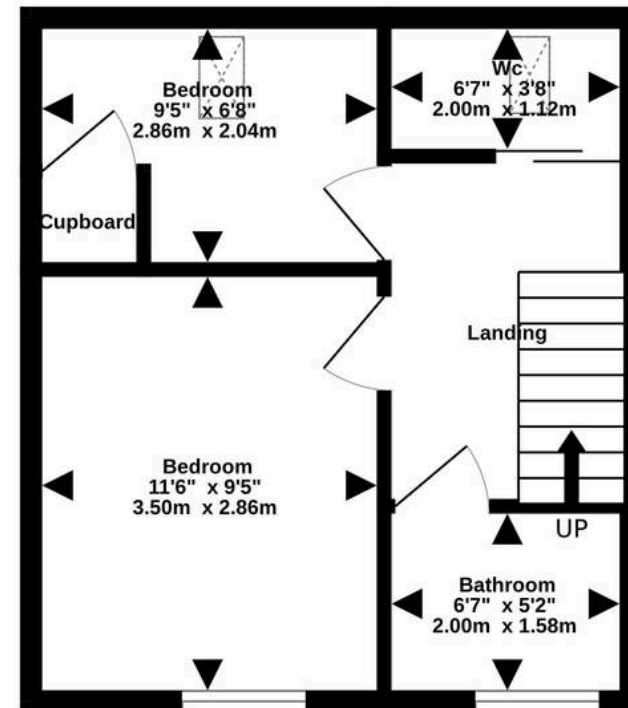 Bedroom
9'5" x 6'8"
2.86m x 2.04m
Wc
6'7" x 3'8"
2.00m x 1.12m
Cupboard
Landing
Bedroom
11'6" x 9'5"
3.50m x 2.86m
UP
Bathroom
6'7" x 5'2"
2.00m x 1.58m